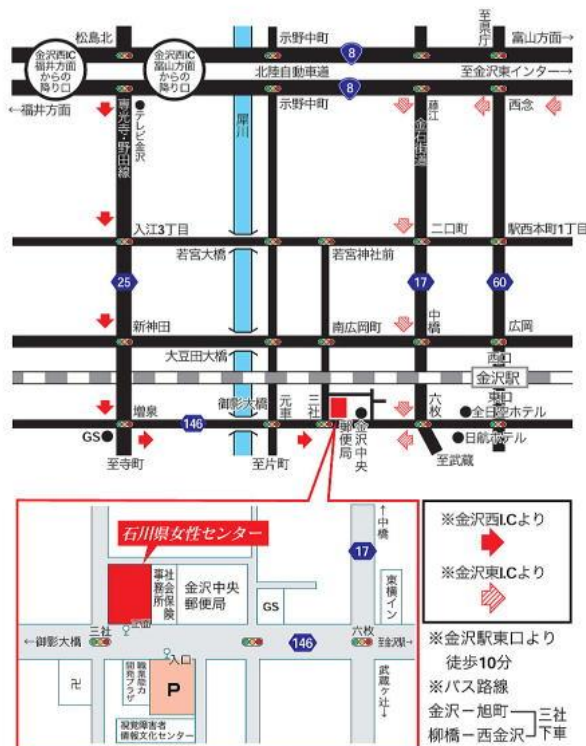 松島北
示野中町
至県庁
富山方面→
金沢西IC
福井方面
からの
降り口
金沢西IC
富山方面
からの
降り口
8
北陸自動車道
至金沢東インター→
8
←福井方面
専光寺・野田線
テレビ金沢
犀川
示野中町
藤江
金石街道
西念
入江3丁目
若宮大橋
若宮神社前
二口町
駅西本町1丁目
25
17
60
新神田
大豆田大橋
南広岡町
中橋
広岡
西口
金沢駅
東口
増泉
146
御影大橋
元車
三社
金沢中央
郵便局
六枚
全日空ホテル
日航ホテル
GS
至寺町
至片町
至武蔵
石川県女性センター
社会保険
事務所
金沢中央
郵便局
GS
←中橋
17
東横イン
←御影大橋
三社
正面
146
六枚
至金沢駅→
入口
職業能力
開発プラザ
P
武蔵ヶ辻→
卍
視覚障害者
情報文化センター
※金沢西I.Cより
※金沢東I.Cより
※金沢駅東口より
徒歩10分
※バス路線
金沢－旭町
柳橋－西金沢
三社
下車